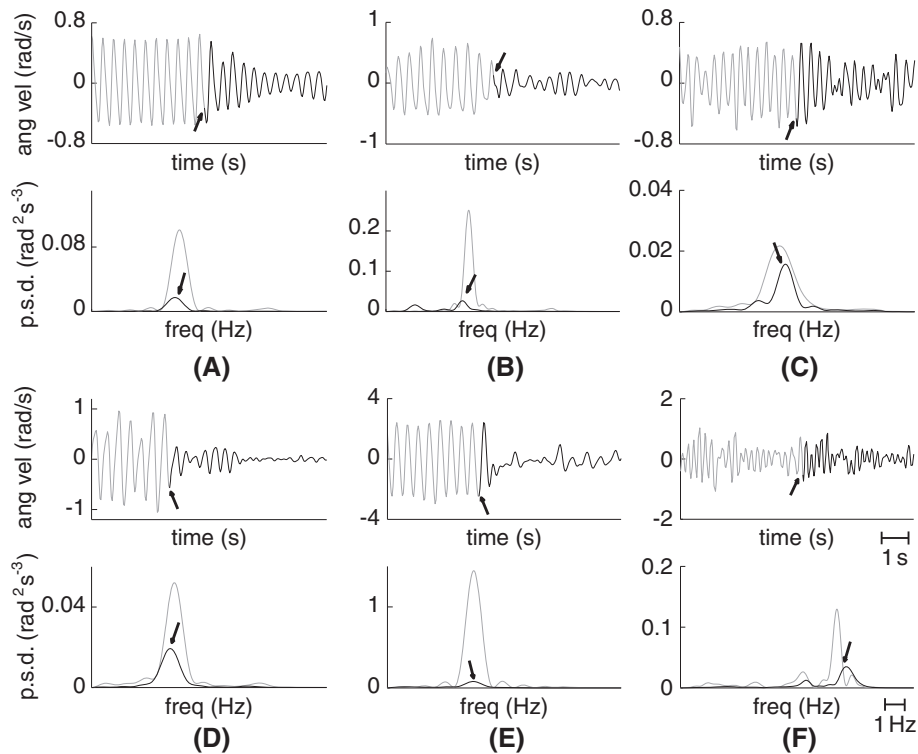 ang vel (rad/s)
0.8
0
-0.8
time (s)
1
0
-1
time (s)
0.8
0
-0.8
time (s)
p.s.d. (rad²s⁻³)
0.08
0
freq (Hz)
0.2
0.1
0
freq (Hz)
0.04
0.02
0
freq (Hz)
(A)
(B)
(C)
ang vel (rad/s)
1
0
-1
time (s)
4
0
-4
time (s)
2
0
-2
time (s)
1 s
p.s.d. (rad²s⁻³)
0.04
0
freq (Hz)
1
0
freq (Hz)
0.2
0.1
0
freq (Hz)
1 Hz
(D)
(E)
(F)